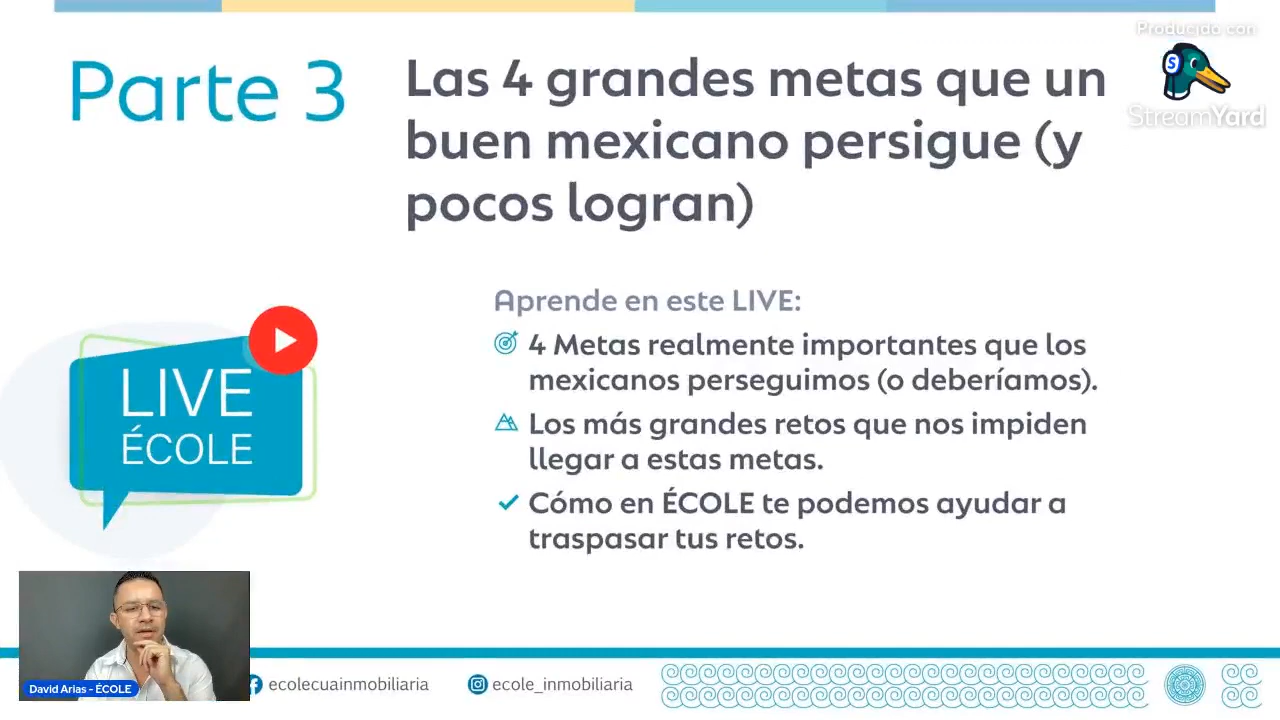 Producido con
StreamYard
Parte 3
Las 4 grandes metas que un
buen mexicano persigue (y
pocos logran)
Aprende en este LIVE:
4 Metas realmente importantes que los
mexicanos perseguimos (o deberíamos).
Los más grandes retos que nos impiden
llegar a estas metas.
Cómo en ÉCOLE te podemos ayudar a
traspasar tus retos.
LIVE
ÉCOLE
David Arias - ÉCOLE
ecolecuainmobiliaria
ecole_inmobiliaria